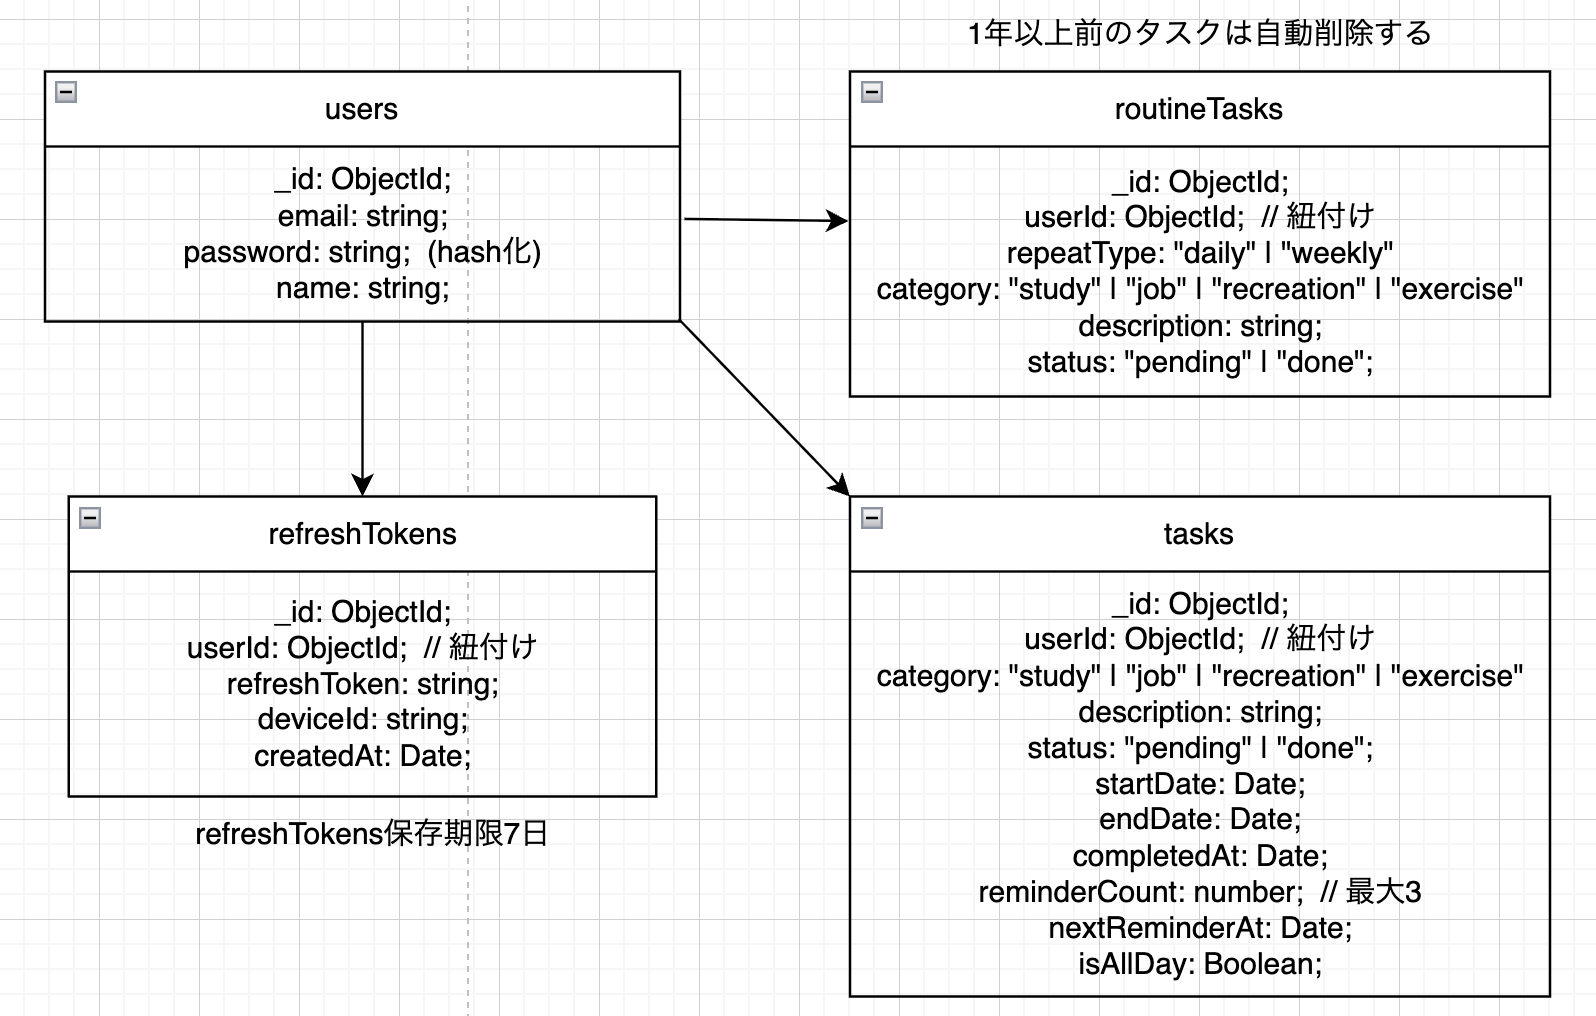 1年以上前のタスクは自動削除する
users
_id: ObjectId;
email: string;
password: string;  (hash化)
name: string;
routineTasks
_id: ObjectId;
userId: ObjectId;  // 紐付け
repeatType: "daily" | "weekly"
category: "study" | "job" | "recreation" | "exercise"
description: string;
status: "pending" | "done";
refreshTokens
_id: ObjectId;
userId: ObjectId;  // 紐付け
refreshToken: string;
deviceId: string;
createdAt: Date;
refreshTokens保存期限7日
tasks
_id: ObjectId;
userId: ObjectId;  // 紐付け
category: "study" | "job" | "recreation" | "exercise"
description: string;
status: "pending" | "done";
startDate: Date;
endDate: Date;
completedAt: Date;
reminderCount: number;  // 最大3
nextReminderAt: Date;
isAllDay: Boolean;